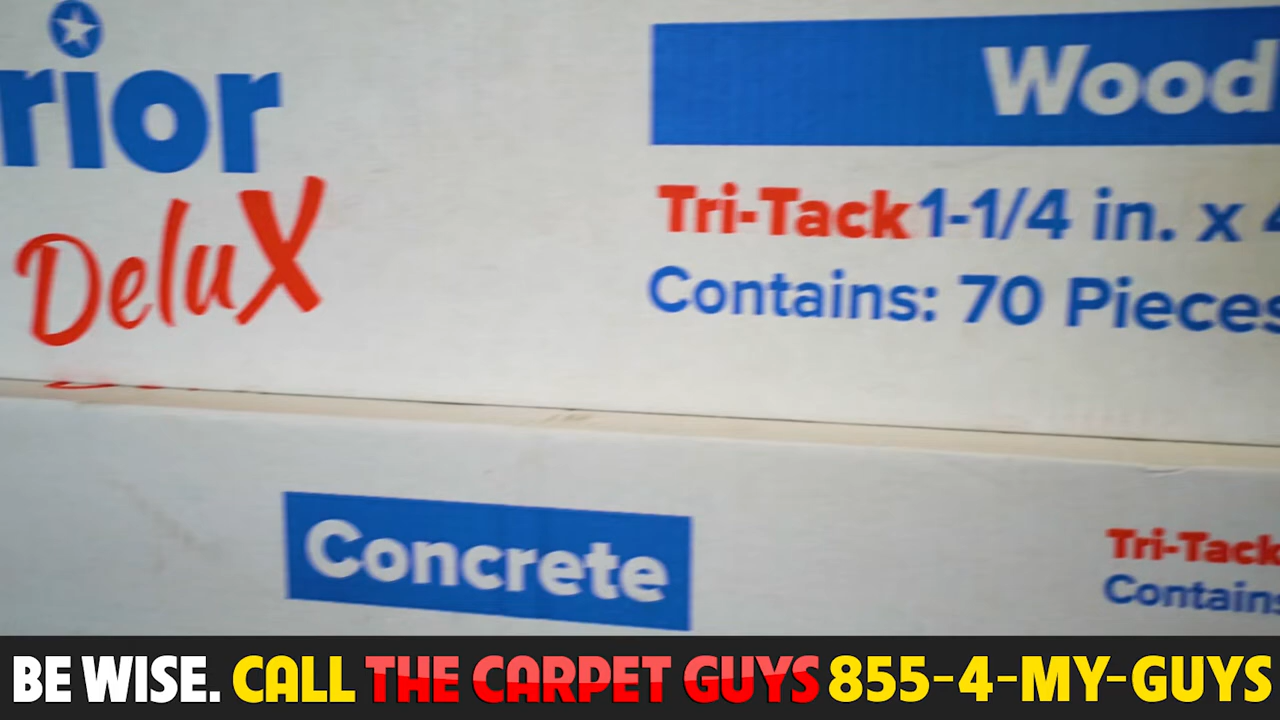 rior
DeluX
Wood
Tri-Tack 1-1/4 in. x 4
Contains: 70 Pieces
Concrete
Tri-Tack
Contains
BE WISE. CALL THE CARPET GUYS 855-4-MY-GUYS